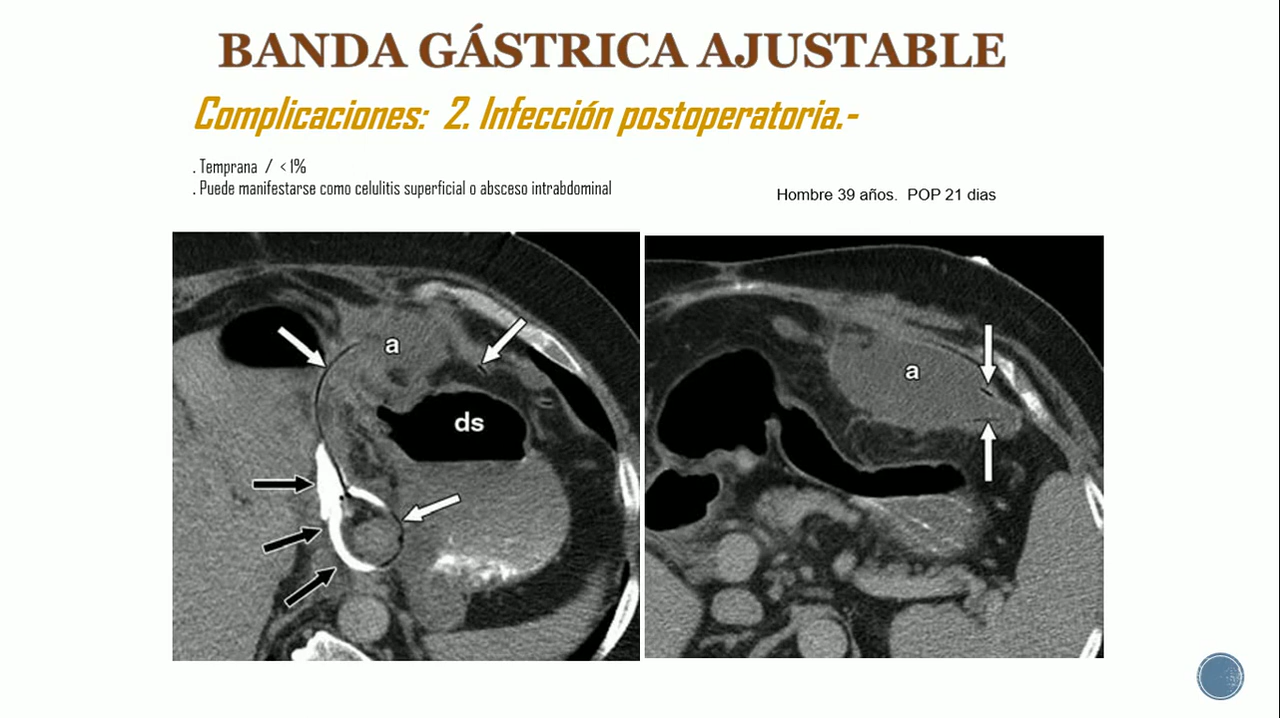 BANDA GÁSTRICA AJUSTABLE
Complicaciones: 2. Infección postoperatoria.-
. Temprana / < 1%
. Puede manifestarse como celulitis superficial o absceso intrabdominal
Hombre 39 años. POP 21 dias
a
ds
a